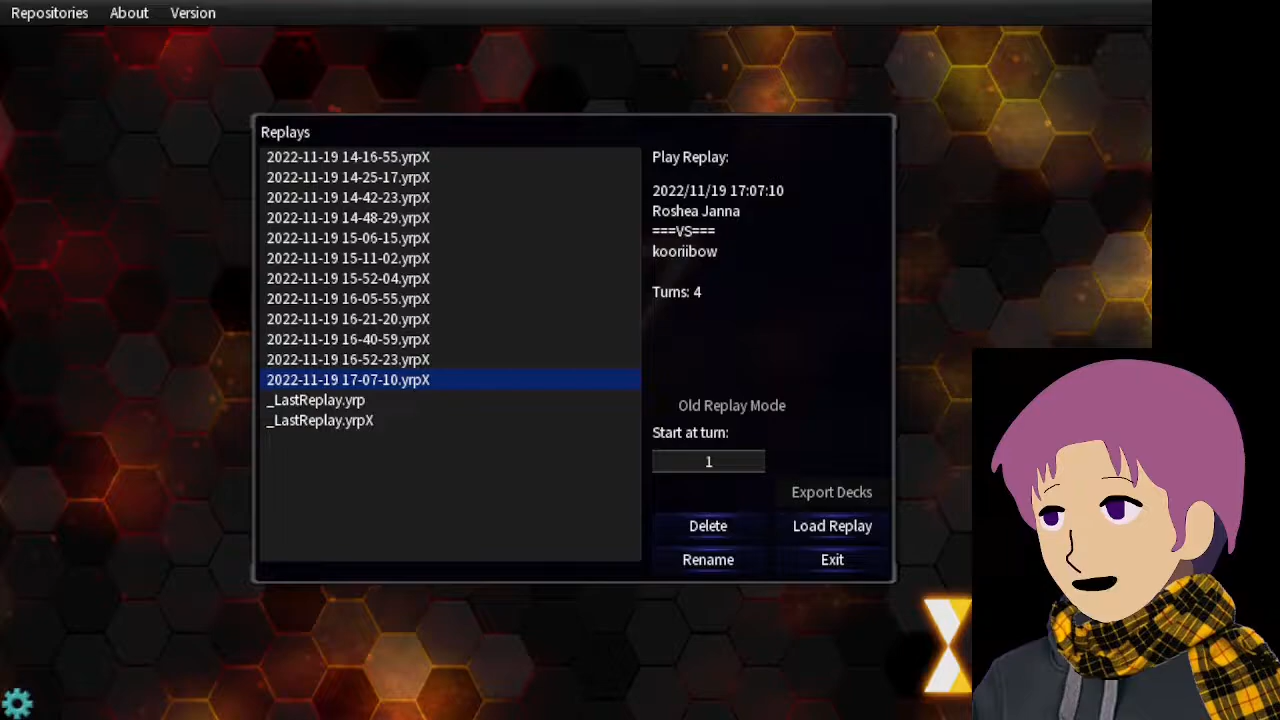 Repositories About Version
Replays
2022-11-19 14-16-55.yrpX
2022-11-19 14-25-17.yrpX
2022-11-19 14-42-23.yrpX
2022-11-19 14-48-29.yrpX
2022-11-19 15-06-15.yrpX
2022-11-19 15-11-02.yrpX
2022-11-19 15-52-04.yrpX
2022-11-19 16-05-55.yrpX
2022-11-19 16-21-20.yrpX
2022-11-19 16-40-59.yrpX
2022-11-19 16-52-23.yrpX
2022-11-19 17-07-10.yrpX
_LastReplay.yrp
_LastReplay.yrpX
Play Replay:
2022/11/19 17:07:10
Roshea Janna
===VS===
kooriibow
Turns: 4
Old Replay Mode
Start at turn:
1
Export Decks
Delete Load Replay
Rename Exit